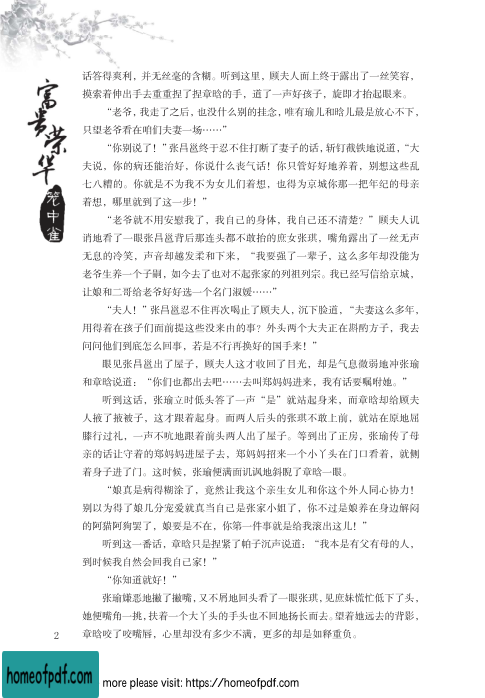 富贵荣华
笼中雀
话答得爽利，并无丝毫的含糊。听到这里，顾夫人面上终于露出了一丝笑容，
摸索着伸出手去重重捏了捏章晗的手，道了一声好孩子，旋即才抬起眼来。
“老爷，我走了之后，也没什么别的挂念，唯有瑜儿和晗儿最是放心不下，
只望老爷看在咱们夫妻一场……”
“你别说了！”张昌邕终于忍不住打断了妻子的话，斩钉截铁地说道，“大
夫说，你的病还能治好，你说什么丧气话！你只管好好地养着，别想这些乱
七八糟的。你就是不为我不为女儿们着想，也得为京城你那一把年纪的母亲
着想，哪里就到了这一步！”
“老爷就不用安慰我了，我自己的身体，我自己还不清楚？”顾夫人讥
诮地看了一眼张昌邕背后那连头都不敢抬的庶女张琪，嘴角露出了一丝无声
无息的冷笑，声音却越发柔和下来，“我要强了一辈子，这么多年却没能为
老爷生养一个子嗣，如今去了也对不起张家的列祖列宗。我已经写信给京城，
让娘和二哥给老爷好好选一个名门淑媛……”
“夫人！”张昌邕忍不住再次喝止了顾夫人，沉下脸道，“夫妻这么多年，
用得着在孩子们面前提这些没来由的事？外头两个大夫正在斟酌方子，我去
问问他们到底怎么回事，若是不行再换好的国手来！”
眼见张昌邕出了屋子，顾夫人这才收回了目光，却是气息微弱地冲张瑜
和章晗说道：“你们也都出去吧……去叫郑妈妈进来，我有话要嘱咐她。”
听到这话，张瑜立时低头答了一声“是”就站起身来，而章晗却给顾夫
人掖了掖被子，这才跟着起身。而两人后头的张琪不敢上前，就站在原地屈
膝行过礼，一声不吭地跟着前头两人出了屋子。等到出了正房，张瑜传了母
亲的话让守着的郑妈妈进屋子去，郑妈妈招来一个小丫头在门口看着，就侧
着身子进了门。这时候，张瑜便满面讥讽地斜睨了章晗一眼。
“娘真是病得糊涂了，竟然让我这个亲生女儿和你这个外人同心协力！
别以为得了娘几分宠爱就真当自己是张家小姐了，你不过是娘养在身边解闷
的阿猫阿狗罢了，娘要是不在，你第一件事就是给我滚出这儿！”
听到这一番话，章晗只是捏紧了帕子沉声说道：“我本是有父有母的人，
到时候我自然会回我自己家！”
“你知道就好！”
张瑜嫌恶地撇了撇嘴，又不屑地回头看了一眼张琪，见庶妹慌忙低下了头，
她便嘴角一挑，扶着一个大丫头的手头也不回地扬长而去。望着她远去的背影，
章晗咬了咬嘴唇，心里却没有多少不满，更多的却是如释重负。
2
homeofpdf.com
more please visit: https://homeofpdf.com